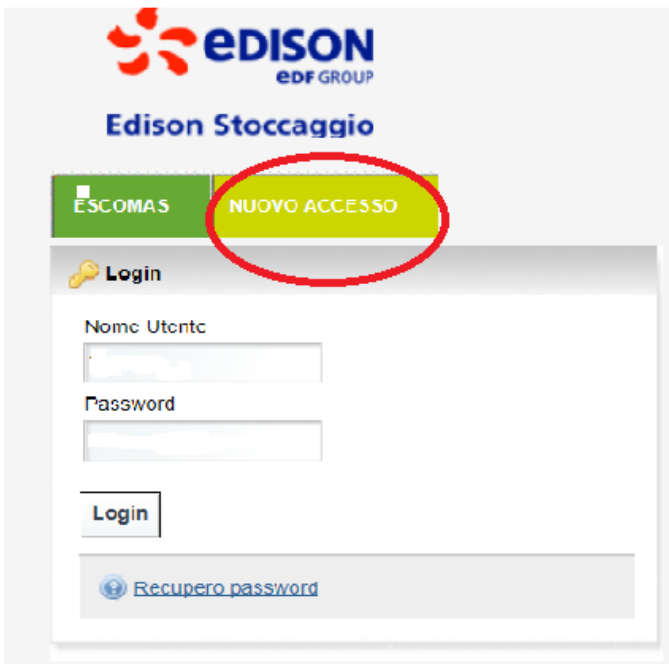 eDISON
eDF GROUP
Edison Stoccaggio
ESCOMAS
NUOVO ACCESSO
Login
Nome Utente
Password
Login
Recupero password